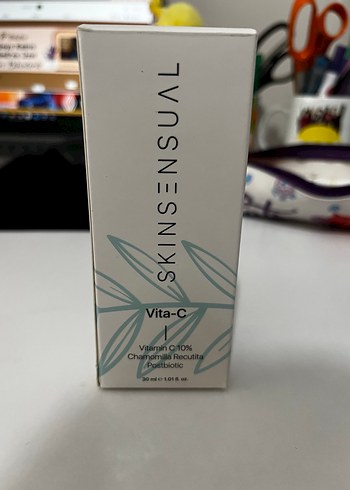 SKINSENSUAL
Vita-C
Vitamin C 10%
Chamomilla Recutita
Postbiotic
30 ml ℮ 1.01 fl. oz.